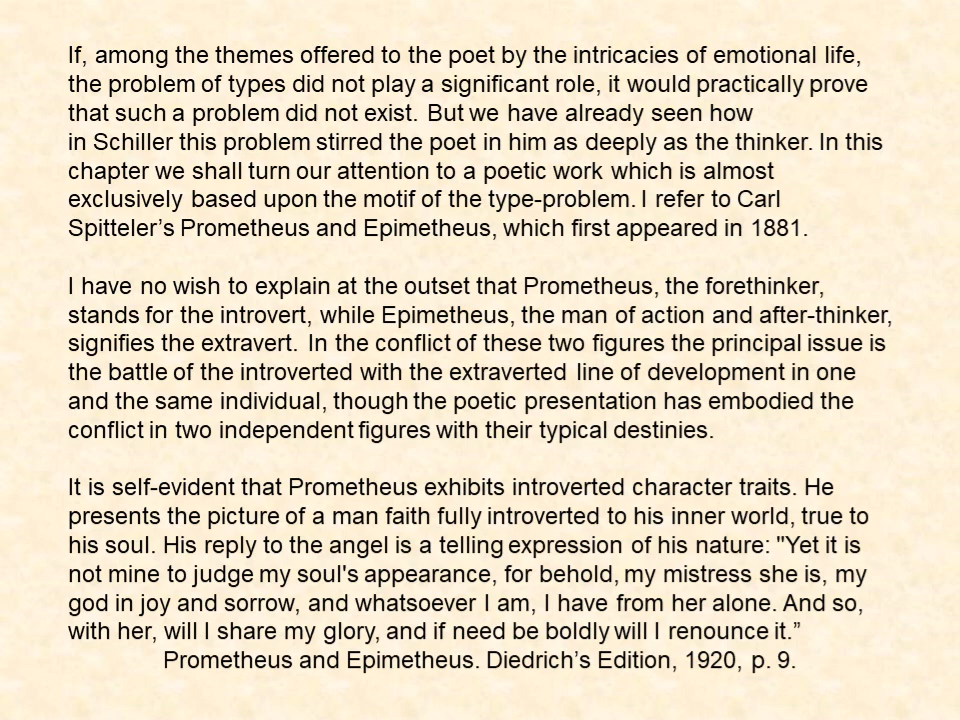 If, among the themes offered to the poet by the intricacies of emotional life,
the problem of types did not play a significant role, it would practically prove
that such a problem did not exist. But we have already seen how
in Schiller this problem stirred the poet in him as deeply as the thinker. In this
chapter we shall turn our attention to a poetic work which is almost
exclusively based upon the motif of the type-problem. I refer to Carl
Spitteler’s Prometheus and Epimetheus, which first appeared in 1881.
I have no wish to explain at the outset that Prometheus, the forethinker,
stands for the introvert, while Epimetheus, the man of action and after-thinker,
signifies the extravert. In the conflict of these two figures the principal issue is
the battle of the introverted with the extraverted line of development in one
and the same individual, though the poetic presentation has embodied the
conflict in two independent figures with their typical destinies.
It is self-evident that Prometheus exhibits introverted character traits. He
presents the picture of a man faith fully introverted to his inner world, true to
his soul. His reply to the angel is a telling expression of his nature: "Yet it is
not mine to judge my soul's appearance, for behold, my mistress she is, my
god in joy and sorrow, and whatsoever I am, I have from her alone. And so,
with her, will I share my glory, and if need be boldly will I renounce it.”
Prometheus and Epimetheus. Diedrich’s Edition, 1920, p. 9.